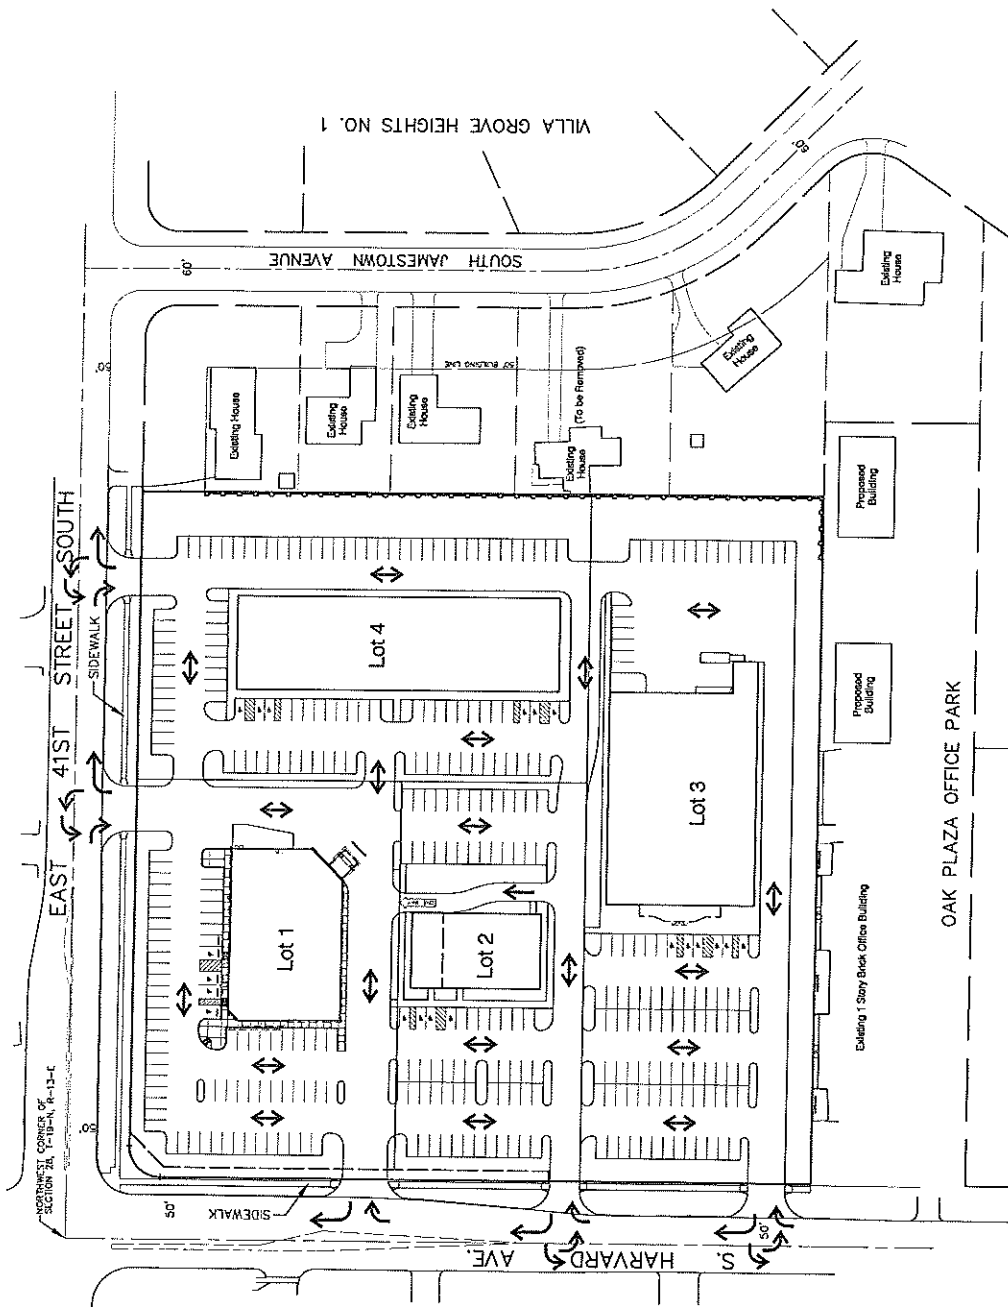 VILLA GROVE HEIGHTS NO. 1
SOUTH JAMESTOWN AVENUE
60'
50'
50' BUILDING LINE
Existing House
Existing
House
Existing
House
Existing
House
(To be Removed)
Existing
House
Existing
House
EAST 41ST STREET SOUTH
SIDEWALK
60'
Proposed
Building
Proposed
Building
Lot 4
Lot 3
Lot 1
Lot 2
OAK PLAZA OFFICE PARK
Existing 1 Story Brick Office Building
NORTHWEST CORNER OF
SECTION 28, T-19-N, R-13-E
60'
50'
SIDEWALK
50'
S. HARVARD AVE.